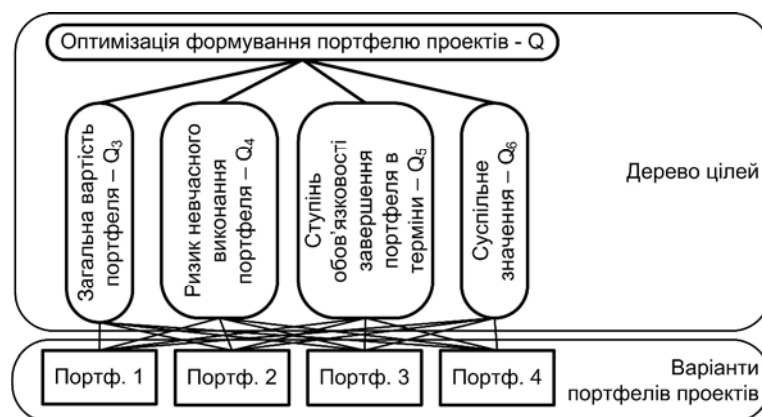 Оптимізація формування портфелю проектів - Q
Загальна вартість
портфеля – Q3
Ризик невчасного
виконання
портфеля – Q4
Ступінь
обов'язковості
завершення
портфеля в
терміни – Q5
Суспільне
значення – Q6
Дерево цілей
Портф. 1
Портф. 2
Портф. 3
Портф. 4
Варіанти
портфелів проектів